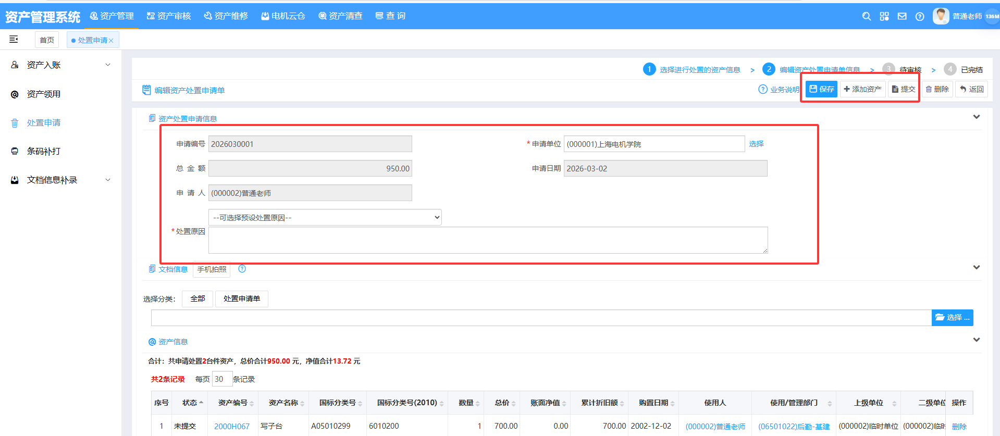 资产管理系统 资产管理 资产审核 资产维修 电机云仓 资产清查 查 询 普通老师 136M
首页 处置申请×
资产入账
资产领用
处置申请
条码补打
文档信息补录
1 选择进行处置的资产信息 > 2 编辑资产处置申请单信息 > 3 待审核 > 4 已完结
编辑资产处置申请单 业务说明 保存 添加资产 提交 删除 返回
资产处置申请信息
申请编号 2026030001 * 申请单位 (000001)上海电机学院 选择
总 金 额 950.00 申请日期 2026-03-02
申 请 人 (000002)普通老师
--可选择预设处置原因--
* 处置原因
文档信息 手机拍照
选择分类： 全部 处置申请单
选择 ...
资产信息
合计：共申请处置2台件资产，总价合计950.00 元，净值合计13.72 元
共2条记录 每页 30 条记录
序号 状态 资产编号 资产名称 国标分类号 国标分类号(2010) 数量 总价 账面净值 累计折旧额 购置日期 使用人 使用/管理部门 上级单位 二级单位 操作
1 未提交 2000H067 写子台 A05010299 6010200 1 700.00 0.00 700.00 2002-12-02 (000002)普通老师 (06501022)后勤-基建 (000002)临时单位 (000002)临时 删除